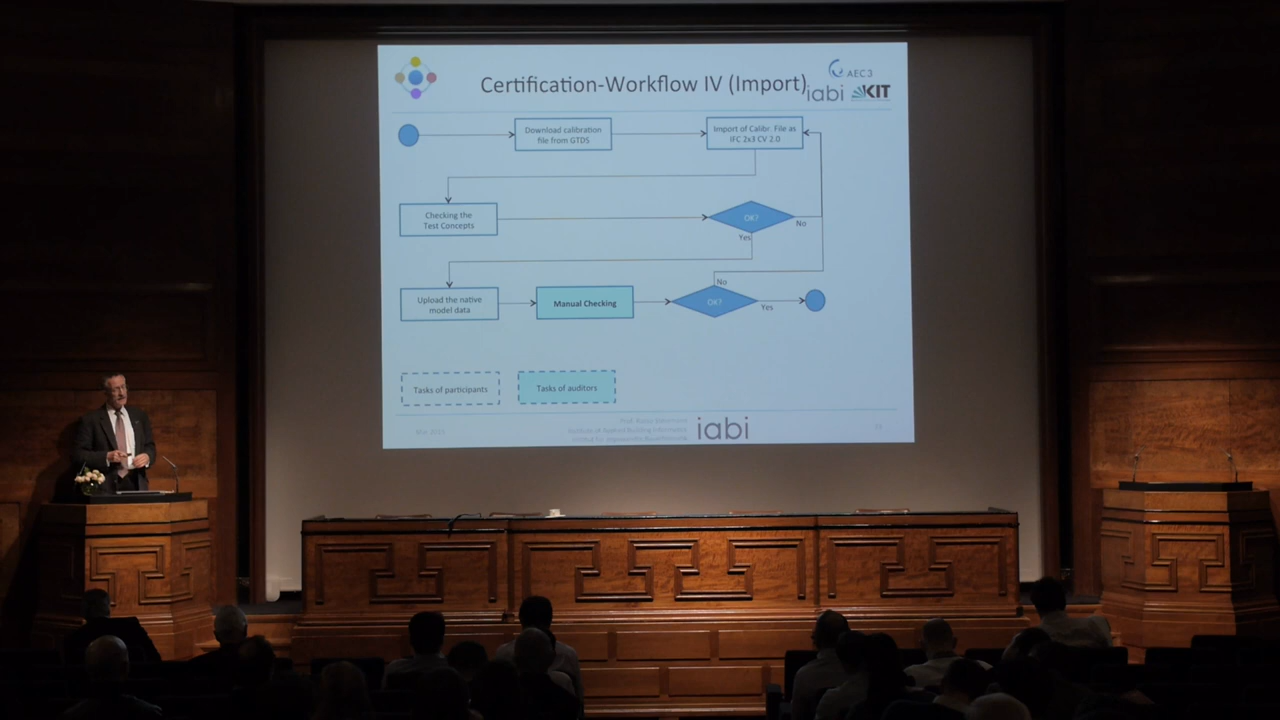 Certification-Workflow IV (Import)
AEC3
iabi
KIT
Download calibration
file from GTDS
Import of Calibr. File as
IFC 2x3 CV 2.0
Checking the
Test Concepts
OK?
No
Yes
Upload the native
model data
Manual Checking
OK?
No
Yes
Tasks of participants
Tasks of auditors
iabi